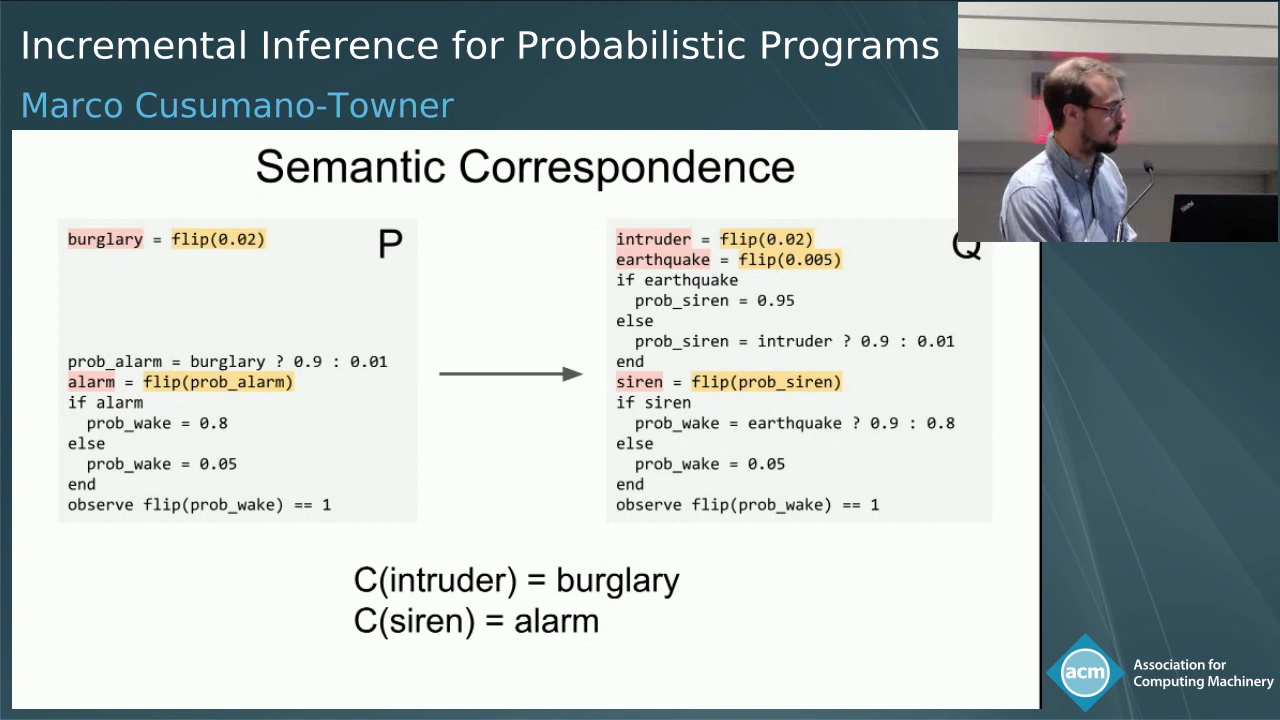 Incremental Inference for Probabilistic Programs
Marco Cusumano-Towner
Semantic Correspondence
P
burglary = flip(0.02)
prob_alarm = burglary ? 0.9 : 0.01
alarm = flip(prob_alarm)
if alarm
  prob_wake = 0.8
else
  prob_wake = 0.05
end
observe flip(prob_wake) == 1
Q
intruder = flip(0.02)
earthquake = flip(0.005)
if earthquake
  prob_siren = 0.95
else
  prob_siren = intruder ? 0.9 : 0.01
end
siren = flip(prob_siren)
if siren
  prob_wake = earthquake ? 0.9 : 0.8
else
  prob_wake = 0.05
end
observe flip(prob_wake) == 1
C(intruder) = burglary
C(siren) = alarm
acm
Association for
Computing Machinery